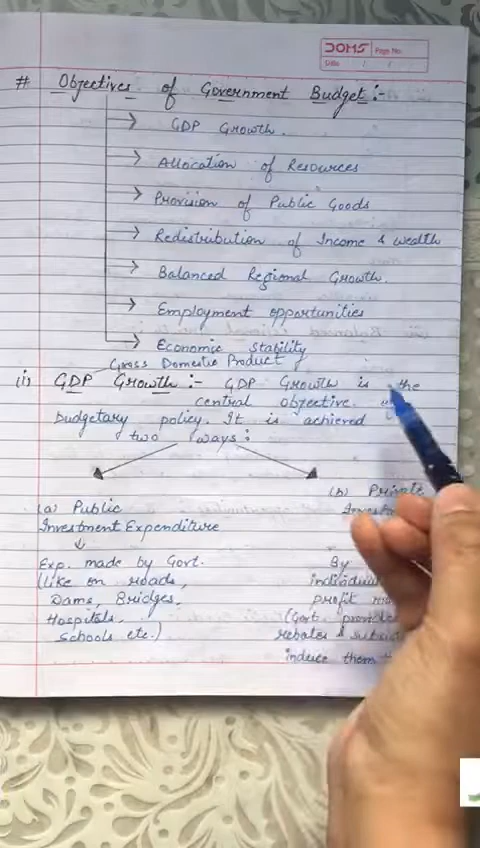 DOMS
Page No.
Date / /
# Objectives of Government Budget :-
→ GDP Growth.
→ Allocation of Resources
→ Provision of Public Goods
→ Redistribution of Income & Wealth
→ Balanced Regional Growth.
→ Employment opportunities
→ Economic Stability
Gross Domestic Product
(i) GDP Growth :- GDP Growth is the
central objective
budgetary policy. It is achieved
two ways :
(a) Public
Investment Expenditure
↓
Exp. made by Govt.
(like on roads,
Dams, Bridges,
Hospitals,
Schools etc.)
(b) Private
By
profit
(Govt. provide
rebates &
induce them